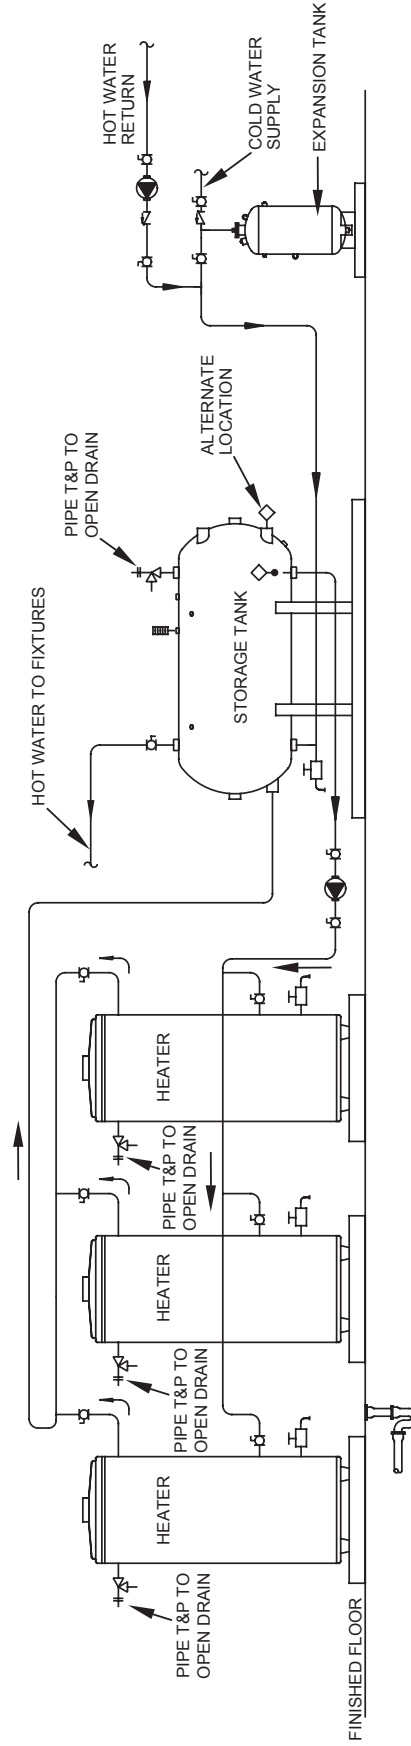 PIPE T&P TO
OPEN DRAIN
HEATER
PIPE T&P TO
OPEN DRAIN
HEATER
PIPE T&P TO
OPEN DRAIN
HEATER
HOT WATER TO FIXTURES
PIPE T&P TO
OPEN DRAIN
STORAGE TANK
ALTERNATE
LOCATION
HOT WATER
RETURN
COLD WATER
SUPPLY
EXPANSION TANK
FINISHED FLOOR